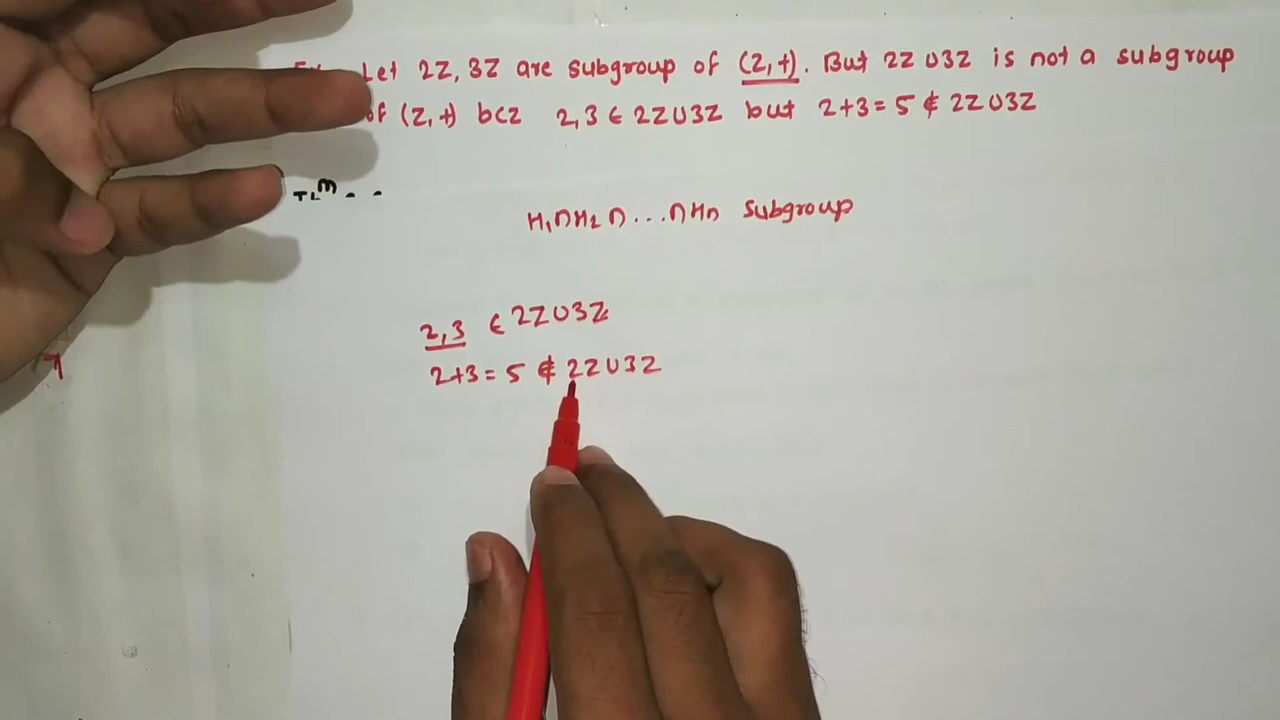 Let 2Z, 3Z are subgroup of (Z,+). But 2Z ∪ 3Z is not a subgroup
of (Z,+) bcz 2,3 ∈ 2Z∪3Z but 2+3=5 ∉ 2Z∪3Z
H₁∩H₂∩...∩Hn subgroup
2,3 ∈ 2Z∪3Z
2+3=5 ∉ 2Z∪3Z